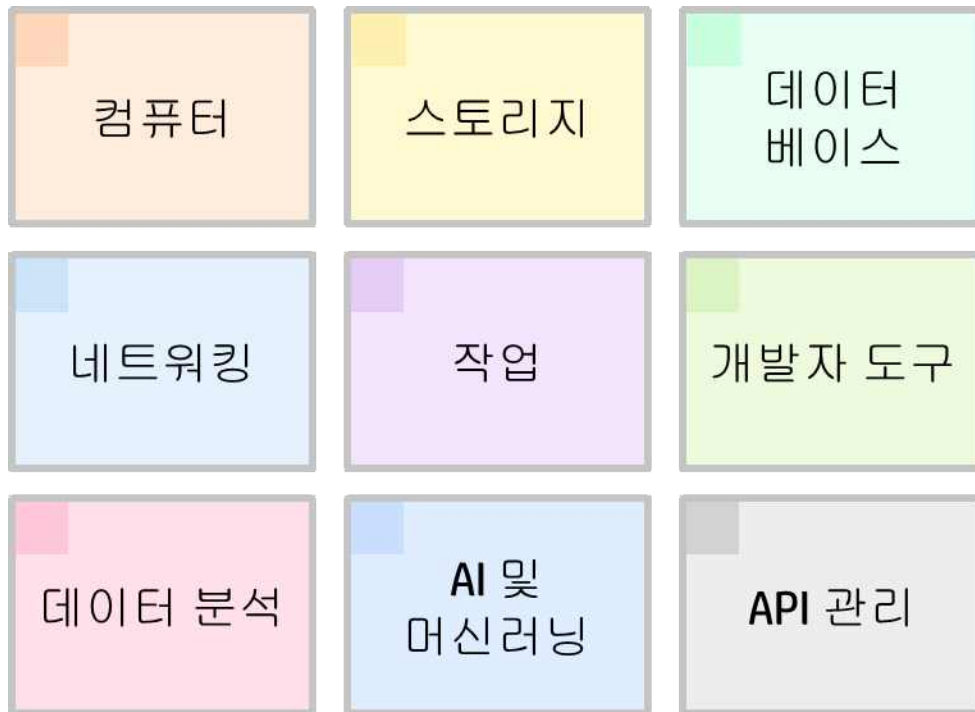 컴퓨터
스토리지
데이터
베이스
네트워킹
작업
개발자 도구
데이터 분석
AI 및
머신러닝
API 관리